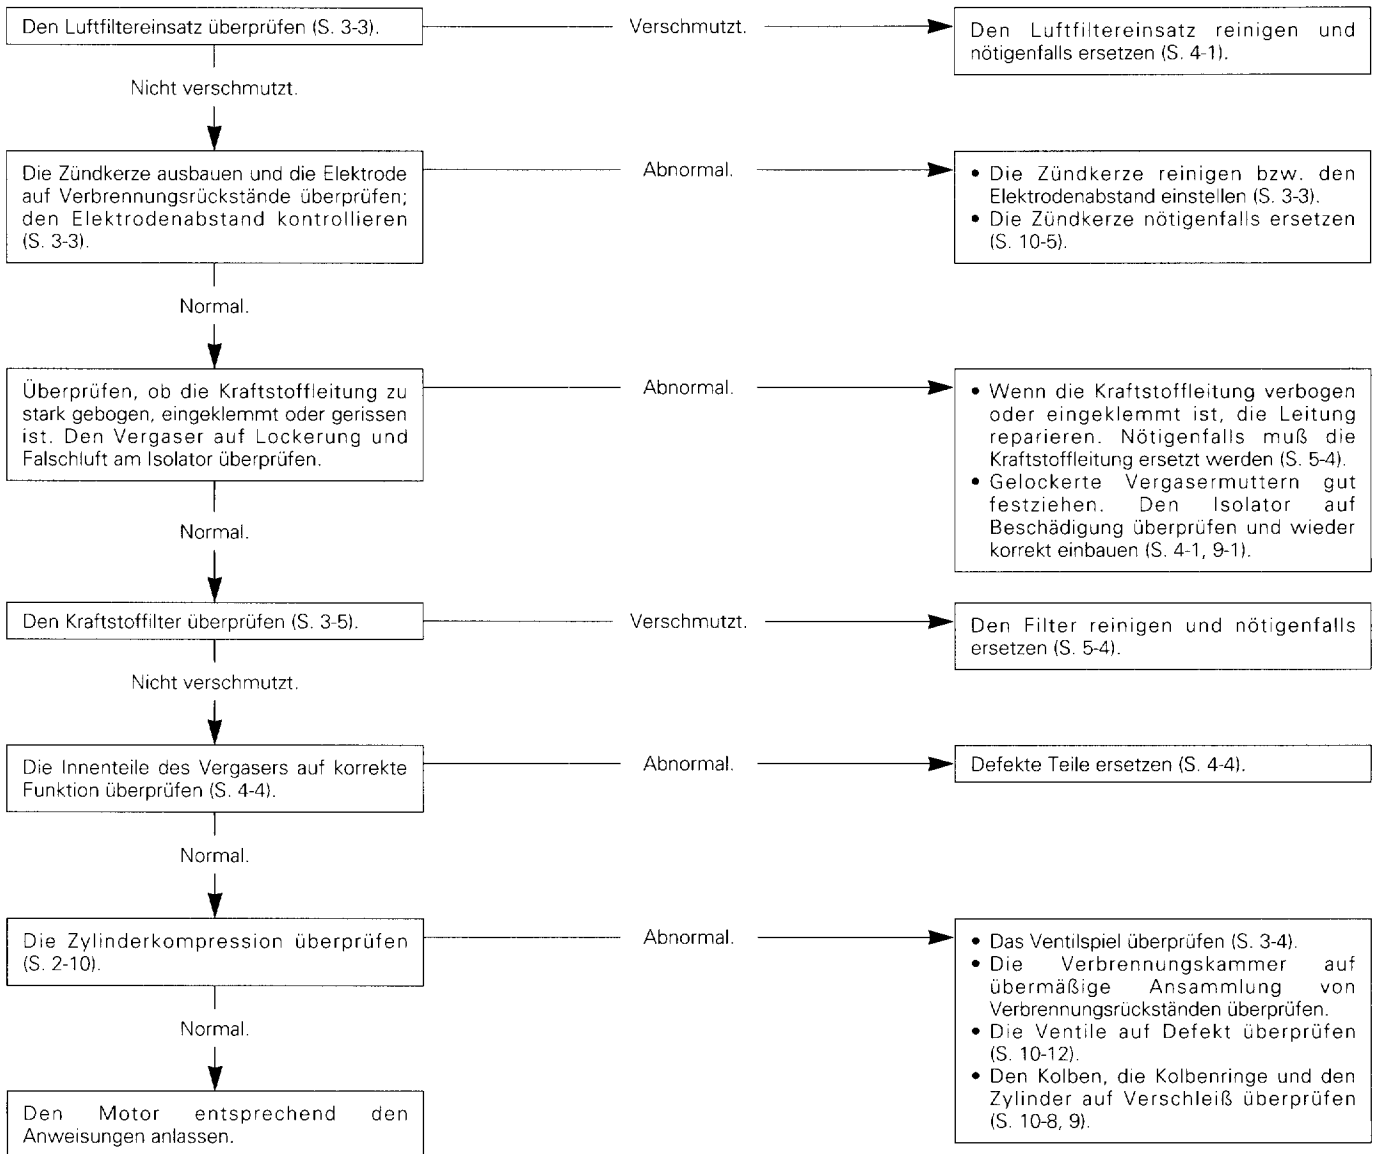 Den Luftfiltereinsatz überprüfen (S. 3-3).
Verschmutzt.
Den Luftfiltereinsatz reinigen und
nötigenfalls ersetzen (S. 4-1).
Nicht verschmutzt.
Die Zündkerze ausbauen und die Elektrode
auf Verbrennungsrückstände überprüfen;
den Elektrodenabstand kontrollieren
(S. 3-3).
Abnormal.
• Die Zündkerze reinigen bzw. den
Elektrodenabstand einstellen (S. 3-3).
• Die Zündkerze nötigenfalls ersetzen
(S. 10-5).
Normal.
Überprüfen, ob die Kraftstoffleitung zu
stark gebogen, eingeklemmt oder gerissen
ist. Den Vergaser auf Lockerung und
Falschluft am Isolator überprüfen.
Abnormal.
• Wenn die Kraftstoffleitung verbogen
oder eingeklemmt ist, die Leitung
reparieren. Nötigenfalls muß die
Kraftstoffleitung ersetzt werden (S. 5-4).
• Gelockerte Vergasermuttern gut
festziehen. Den Isolator auf
Beschädigung überprüfen und wieder
korrekt einbauen (S. 4-1, 9-1).
Normal.
Den Kraftstoffilter überprüfen (S. 3-5).
Verschmutzt.
Den Filter reinigen und nötigenfalls
ersetzen (S. 5-4).
Nicht verschmutzt.
Die Innenteile des Vergasers auf korrekte
Funktion überprüfen (S. 4-4).
Abnormal.
Defekte Teile ersetzen (S. 4-4).
Normal.
Die Zylinderkompression überprüfen
(S. 2-10).
Abnormal.
• Das Ventilspiel überprüfen (S. 3-4).
• Die Verbrennungskammer auf
übermäßige Ansammlung von
Verbrennungsrückständen überprüfen.
• Die Ventile auf Defekt überprüfen
(S. 10-12).
• Den Kolben, die Kolbenringe und den
Zylinder auf Verschleiß überprüfen
(S. 10-8, 9).
Normal.
Den Motor entsprechend den
Anweisungen anlassen.